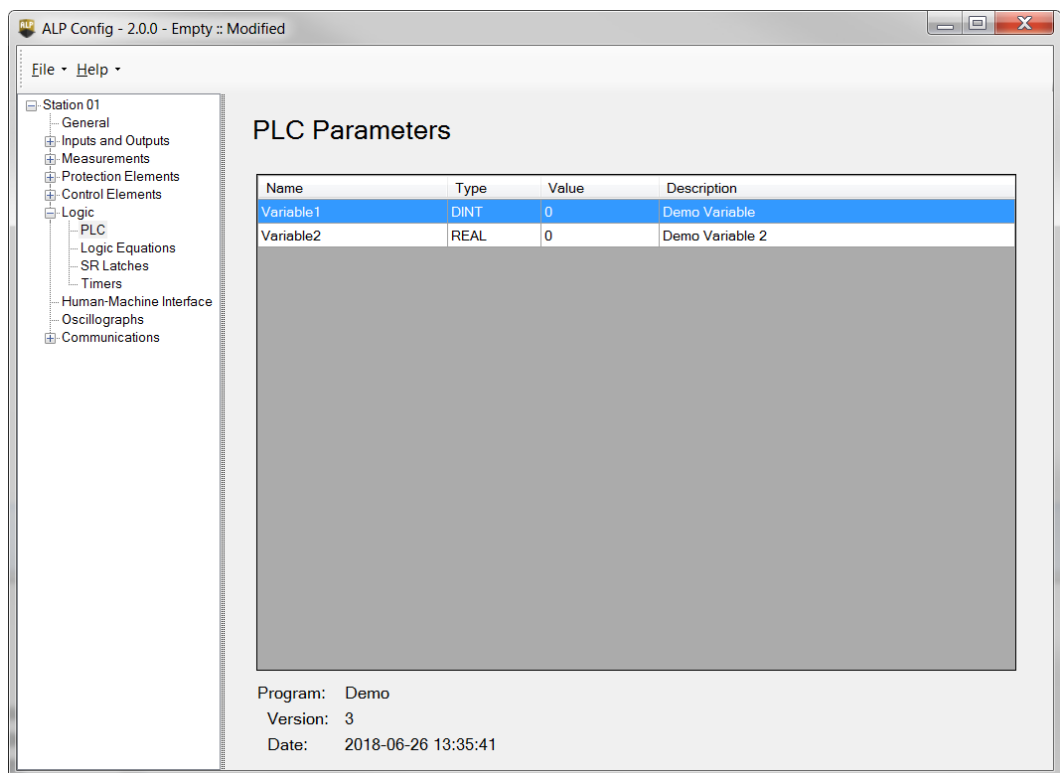 ALP Config - 2.0.0 - Empty :: Modified
File Help
Station 01
General
Inputs and Outputs
Measurements
Protection Elements
Control Elements
Logic
PLC
Logic Equations
SR Latches
Timers
Human-Machine Interface
Oscillographs
Communications
PLC Parameters
Name Type Value Description
Variable1 DINT 0 Demo Variable
Variable2 REAL 0 Demo Variable 2
Program: Demo
Version: 3
Date: 2018-06-26 13:35:41